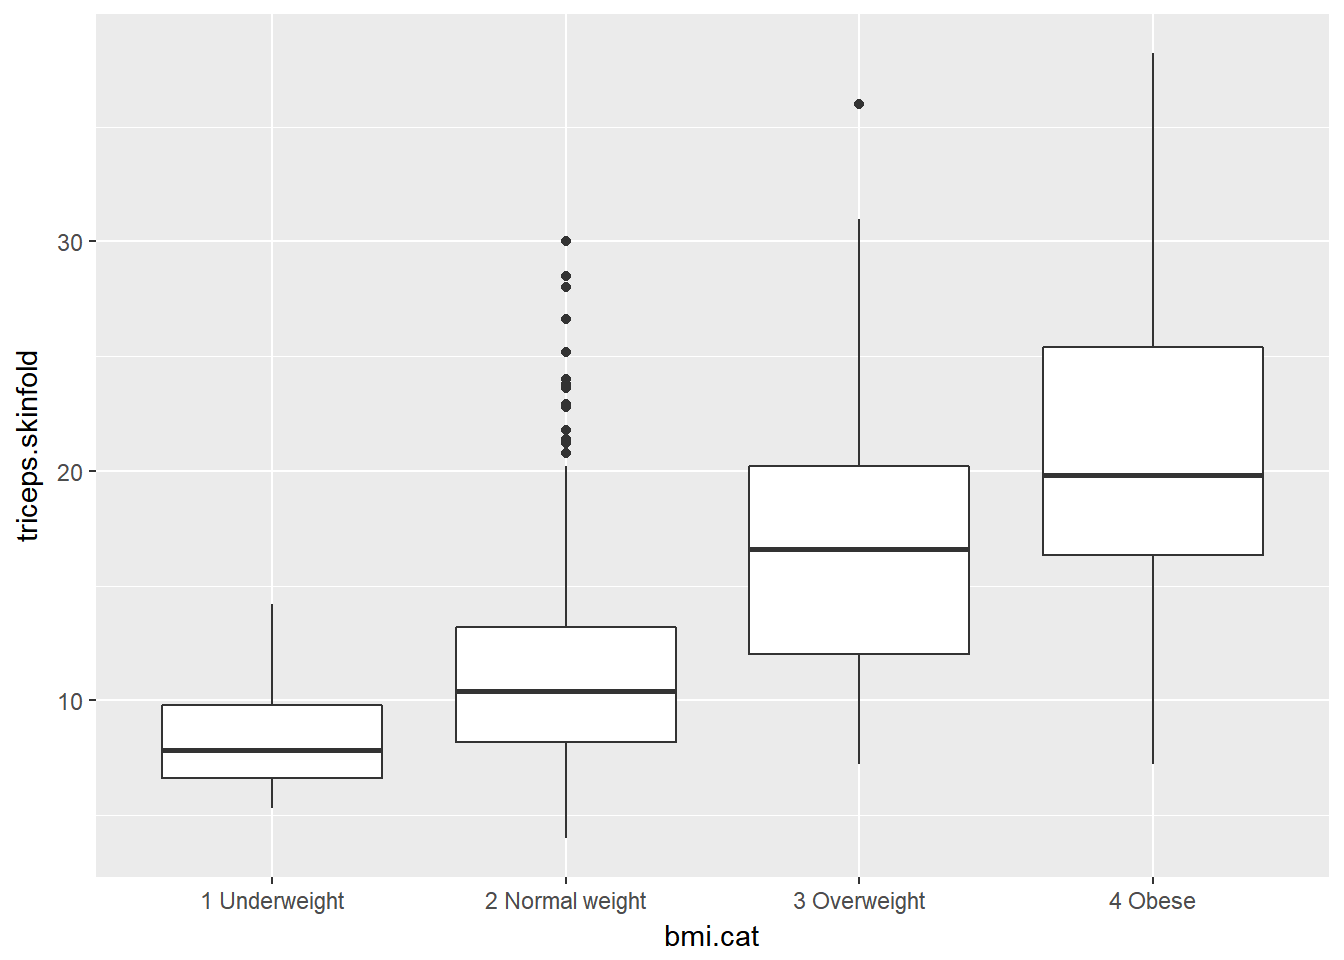 triceps.skinfold
30
20
10
1 Underweight
2 Normal weight
3 Overweight
4 Obese
bmi.cat